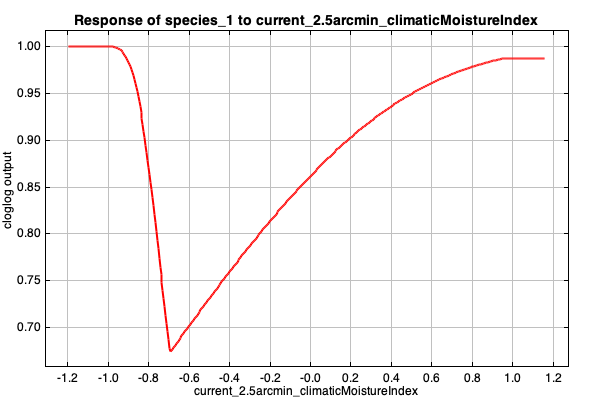 Response of species_1 to current_2.5arcmin_climaticMoistureIndex
1.00
0.95
0.90
0.85
0.80
0.75
0.70
cloglog output
-1.2 -1.0 -0.8 -0.6 -0.4 -0.2 -0.0 0.2 0.4 0.6 0.8 1.0 1.2
current_2.5arcmin_climaticMoistureIndex